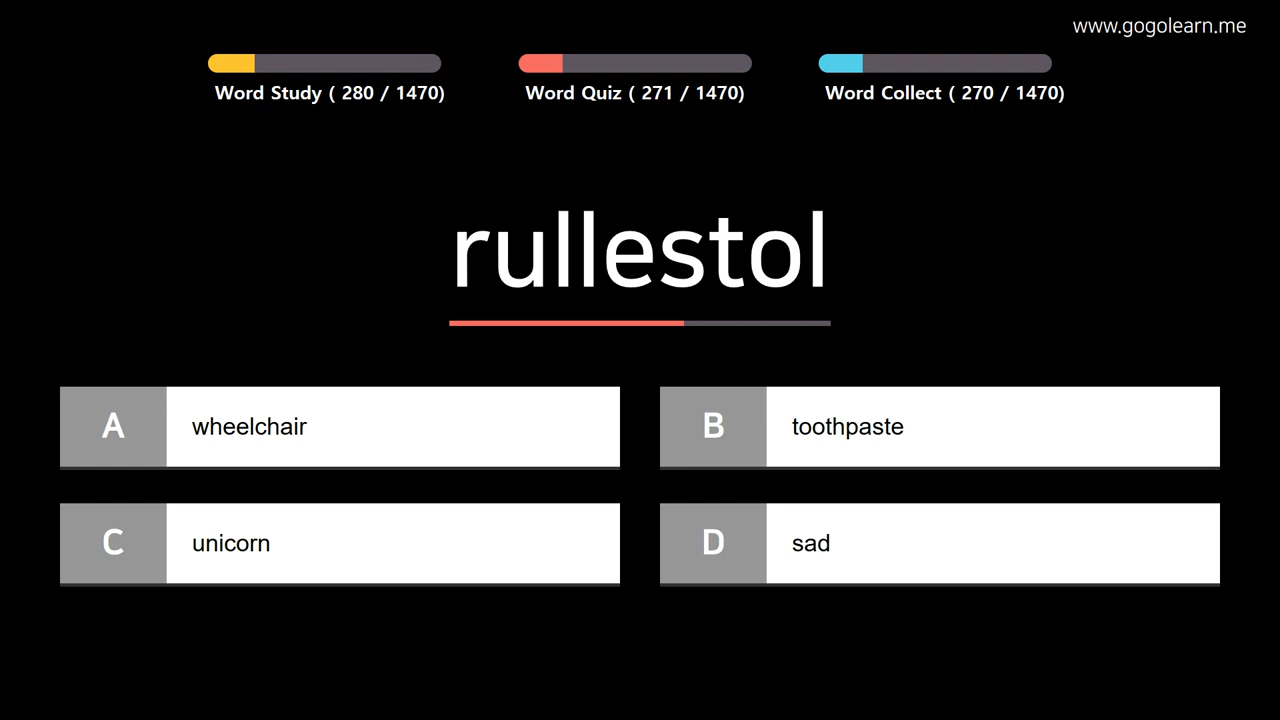 www.gogolearn.me
Word Study ( 280 / 1470)
Word Quiz ( 271 / 1470)
Word Collect ( 270 / 1470)
rullestol
A wheelchair
B toothpaste
C unicorn
D sad